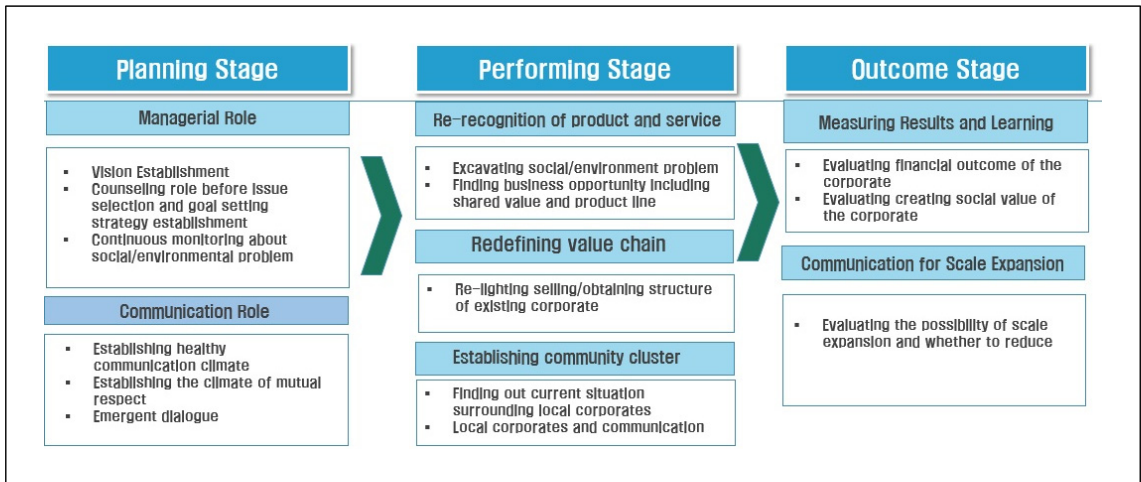 Planning Stage
Managerial Role
▪ Vision Establishment
▪ Counseling role before issue
selection and goal setting
strategy establishment
▪ Continuous monitoring about
social/environmental problem
Communication Role
▪ Establishing healthy
communication climate
▪ Establishing the climate of mutual
respect
▪ Emergent dialogue
Performing Stage
Re-recognition of product and service
▪ Excavating social/environment problem
▪ Finding business opportunity including
shared value and product line
Redefining value chain
▪ Re-lighting selling/obtaining structure
of existing corporate
Establishing community cluster
▪ Finding out current situation
surrounding local corporates
▪ Local corporates and communication
Outcome Stage
Measuring Results and Learning
▪ Evaluating financial outcome of the
corporate
▪ Evaluating creating social value of
the corporate
Communication for Scale Expansion
▪ Evaluating the possibility of scale
expansion and whether to reduce